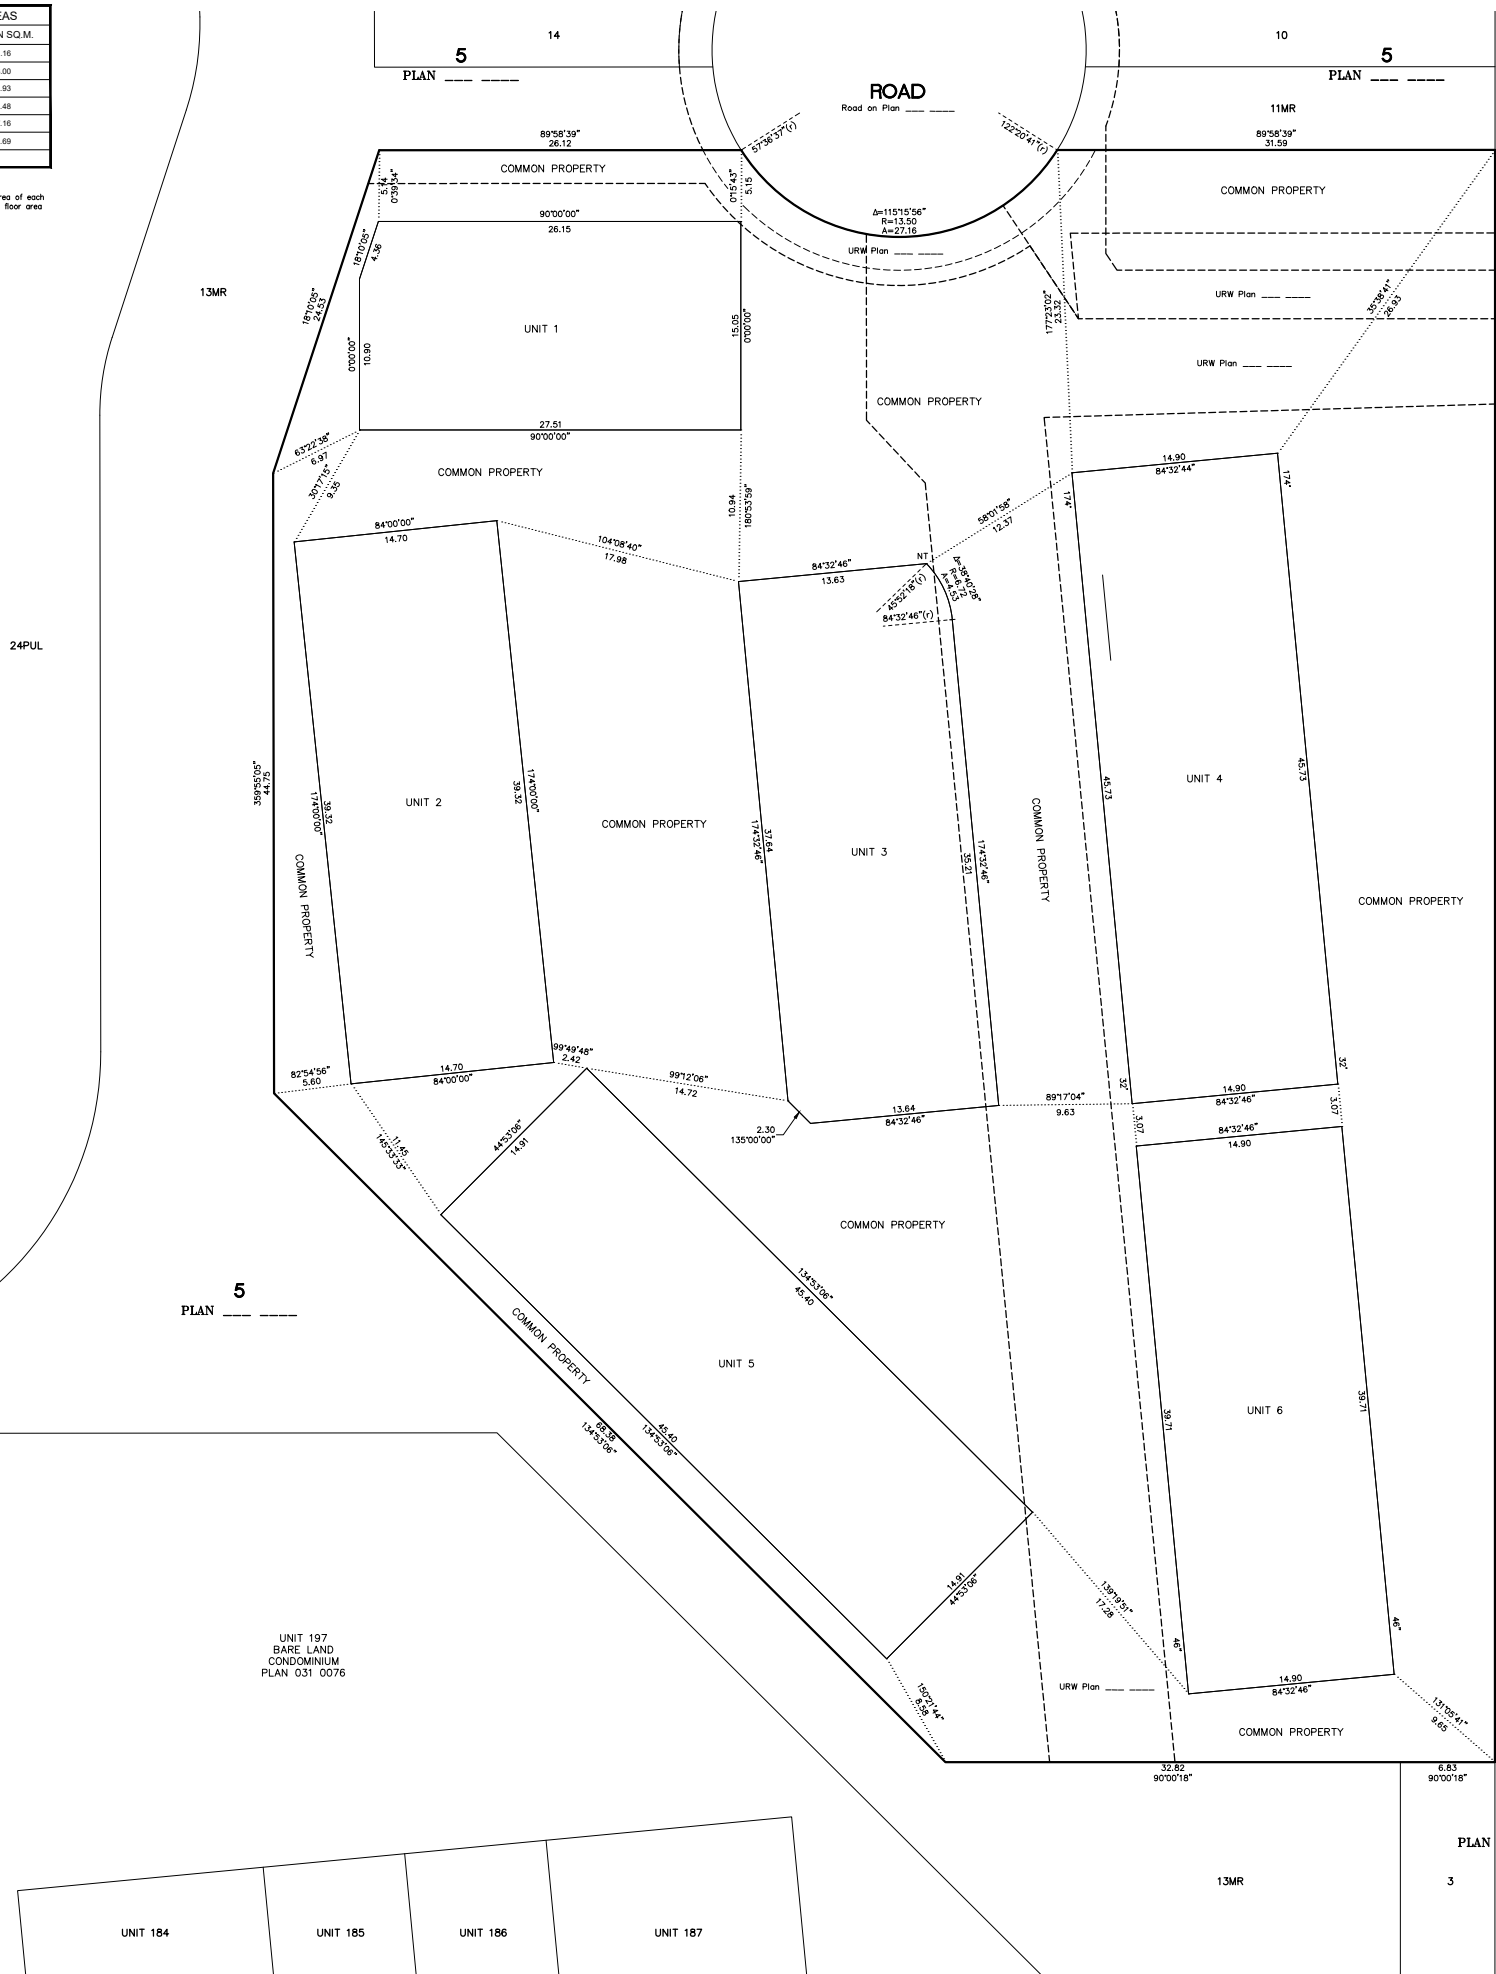 EAS
N SQ.M.
.16
.00
.93
.48
.16
.69
rea of each
floor area
14
5
PLAN ___ ____
10
5
PLAN ___ ____
11MR
ROAD
Road on Plan ___ ____
57°36'37"(r)
122°20'41"(r)
89°58'39"
26.12
89°58'39"
31.59
COMMON PROPERTY
COMMON PROPERTY
5.14
0°39'34"
0°15'43"
5.15
Δ=115°15'56"
R=13.50
A=27.16
URW Plan ___ ____
90°00'00"
26.15
18°10'05"
4.36
18°10'05"
24.53
13MR
UNIT 1
0°00'00"
10.90
15.05
0°00'00"
177°23'02"
23.32
URW Plan ___ ____
35°38'41"
26.93
URW Plan ___ ____
COMMON PROPERTY
27.51
90°00'00"
63°22'38"
6.97
30°17'15"
9.35
COMMON PROPERTY
10.94
180°53'59"
14.90
84°32'44"
174°
174°
58°01'58"
12.37
84°00'00"
14.70
104°08'40"
17.98
84°32'46"
13.63
NT
Δ=38°40'28"
R=6.72
A=4.53
45°52'18"(r)
84°32'46"(r)
24PUL
359°55'05"
44.75
39.32
174°00'00"
UNIT 2
174°00'00"
39.32
COMMON PROPERTY
COMMON PROPERTY
37.64
174°32'46"
UNIT 3
174°32'46"
35.21
COMMON PROPERTY
45.73
UNIT 4
45.73
COMMON PROPERTY
82°54'56"
5.60
14.70
84°00'00"
99°49'48"
2.42
99°12'06"
14.72
2.30
135°00'00"
13.64
84°32'46"
89°17'04"
9.63
32'
32'
14.90
84°32'46"
3.07
3.07
84°32'46"
14.90
11.45
145°33'33"
44°53'06"
14.91
COMMON PROPERTY
5
PLAN ___ ____
COMMON PROPERTY
134°53'06"
45.40
UNIT 5
45.40
134°53'06"
68.38
134°53'06"
39.71
UNIT 6
39.71
14.91
44°53'06"
139°19'51"
17.28
46"
46"
UNIT 197
BARE LAND
CONDOMINIUM
PLAN 031 0076
150°21'44"
8.58
URW Plan ___ ____
14.90
84°32'46"
131°05'41"
9.65
COMMON PROPERTY
32.82
90°00'18"
6.83
90°00'18"
PLAN
13MR
3
UNIT 184
UNIT 185
UNIT 186
UNIT 187